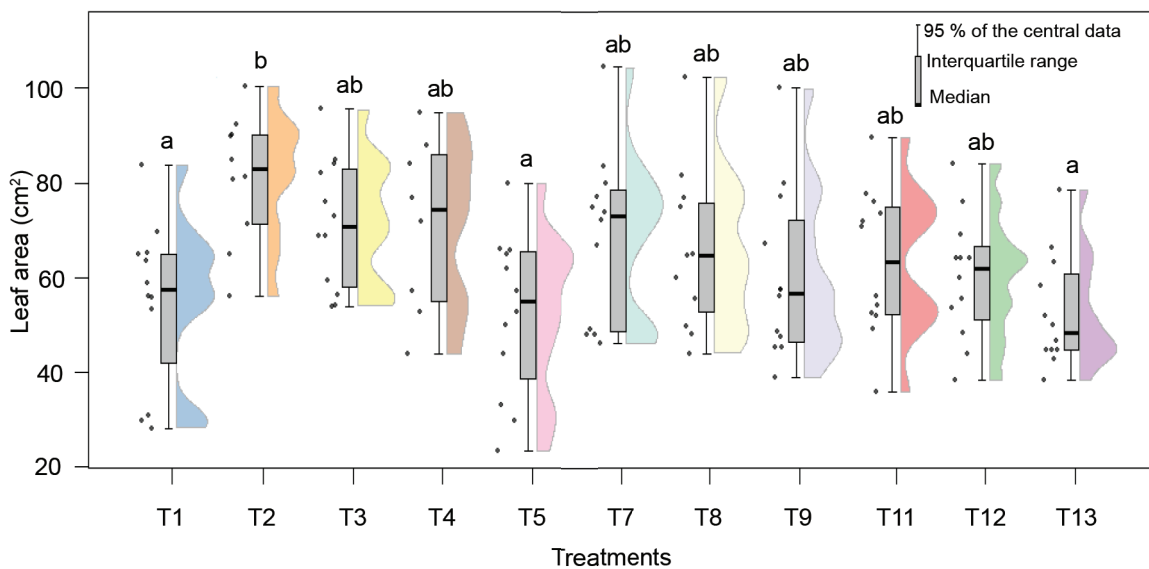 95 % of the central data
Interquartile range
Median
a
b
ab
ab
a
ab
ab
ab
ab
ab
a
Leaf area (cm²)
100
80
60
40
20
T1 T2 T3 T4 T5 T7 T8 T9 T11 T12 T13
Treatments